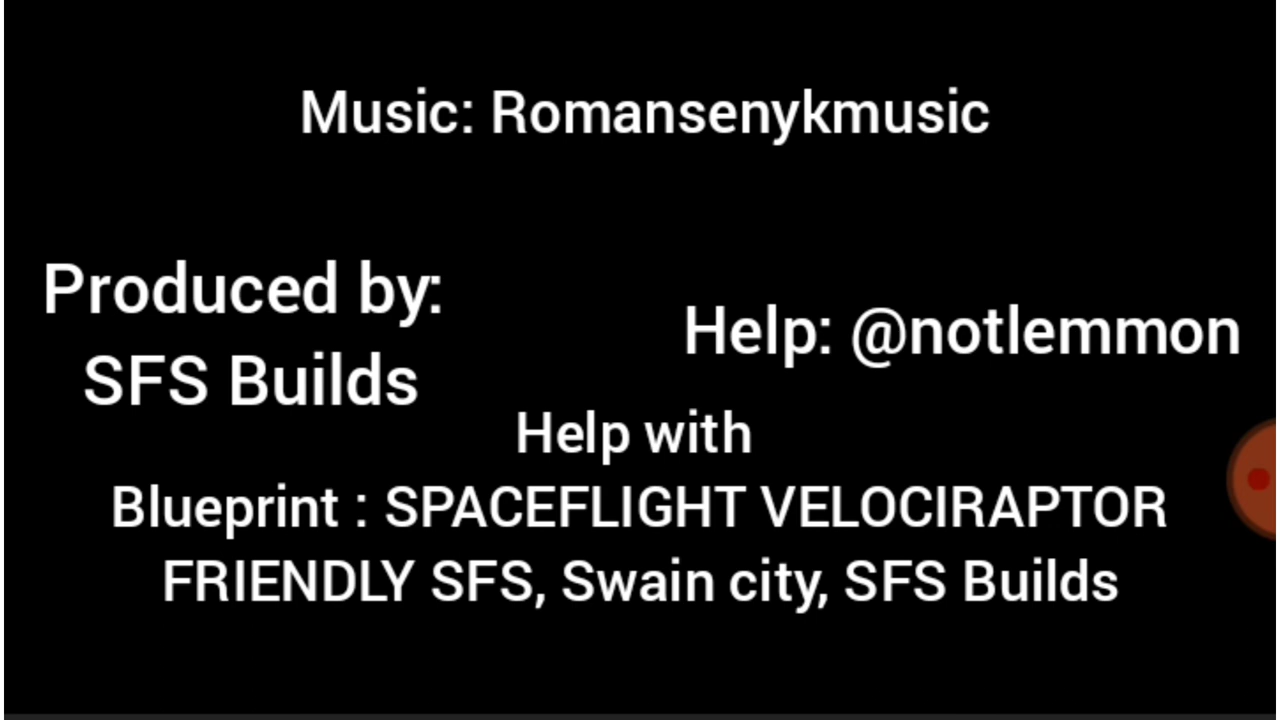 Music: Romansenykmusic
Produced by:
SFS Builds
Help: @notlemmon
Help with
Blueprint : SPACEFLIGHT VELOCIRAPTOR
FRIENDLY SFS, Swain city, SFS Builds